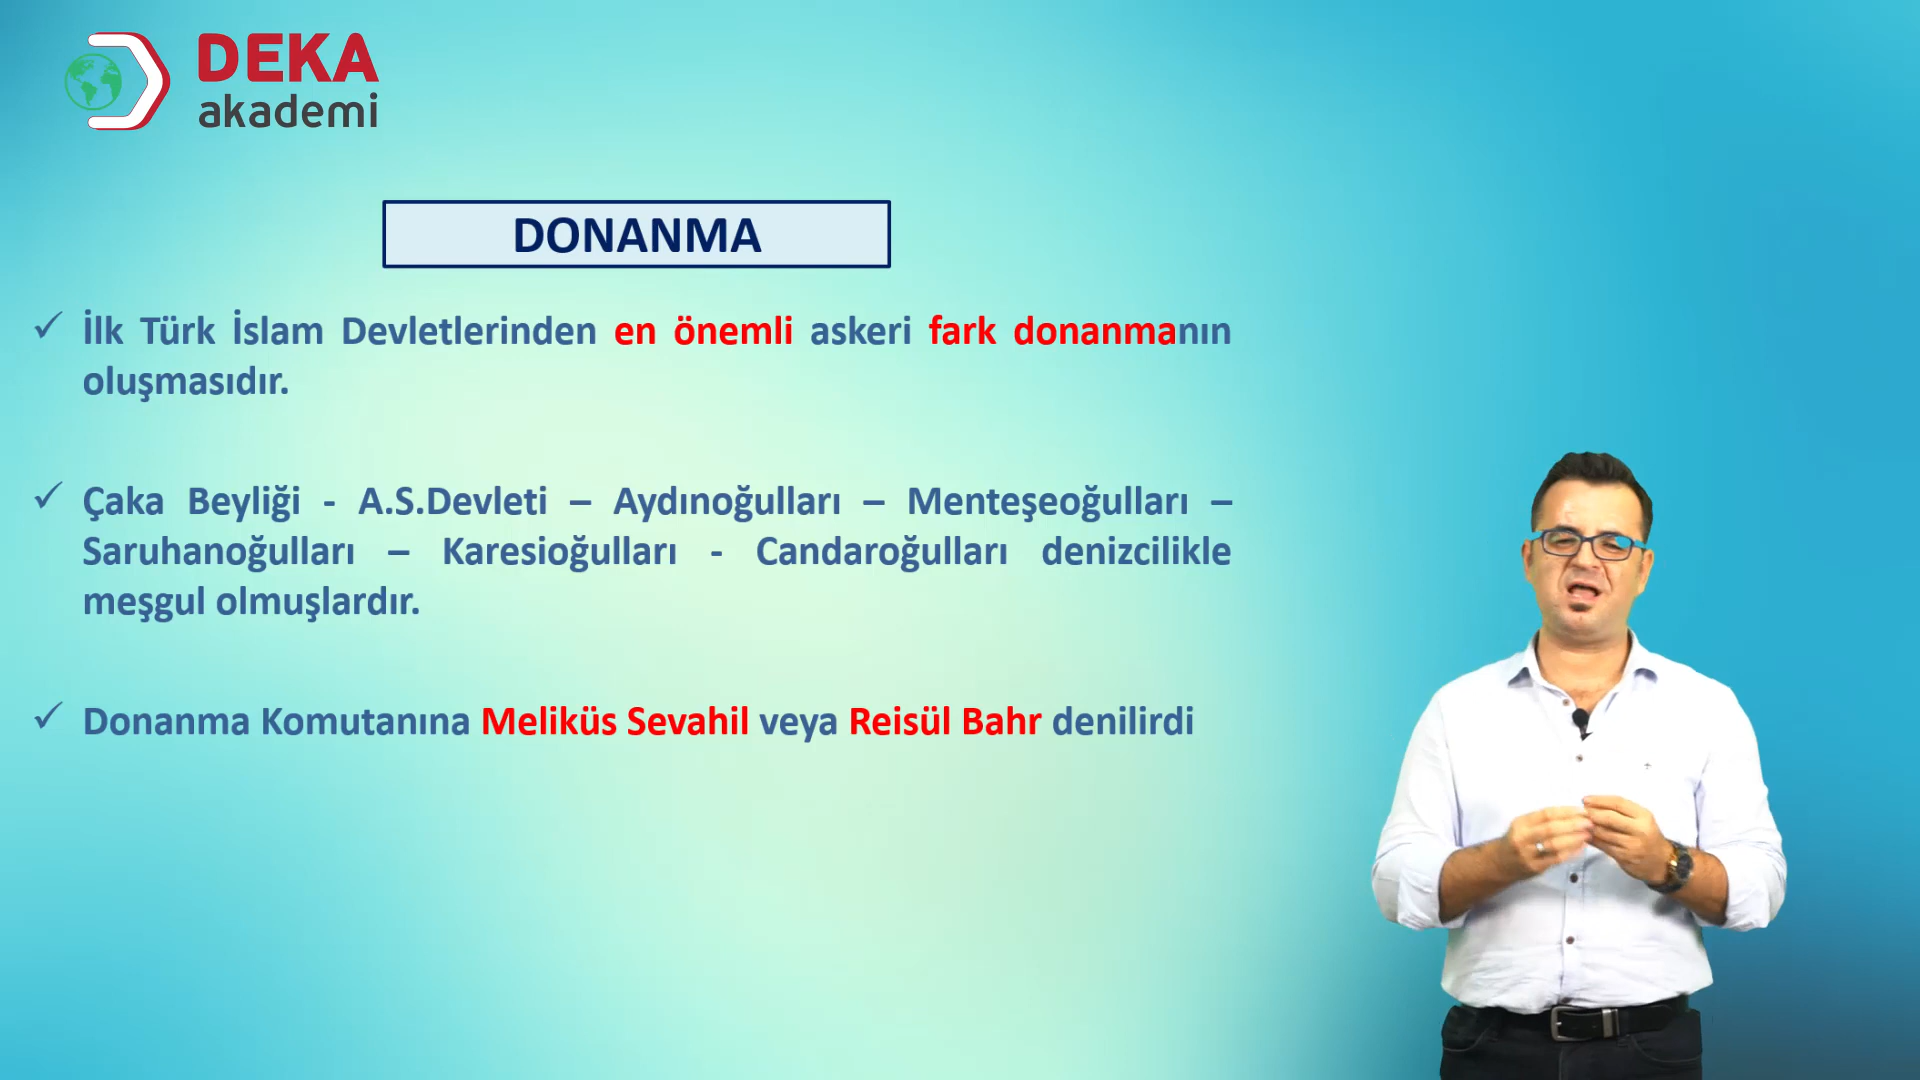 DEKA
akademi
DONANMA
✓ İlk Türk İslam Devletlerinden en önemli askeri fark donanmanın
oluşmasıdır.
✓ Çaka Beyliği - A.S.Devleti – Aydınoğulları – Menteşeoğulları –
Saruhanoğulları – Karesioğulları - Candaroğulları denizcilikle
meşgul olmuşlardır.
✓ Donanma Komutanına Meliküs Sevahil veya Reisül Bahr denilirdi